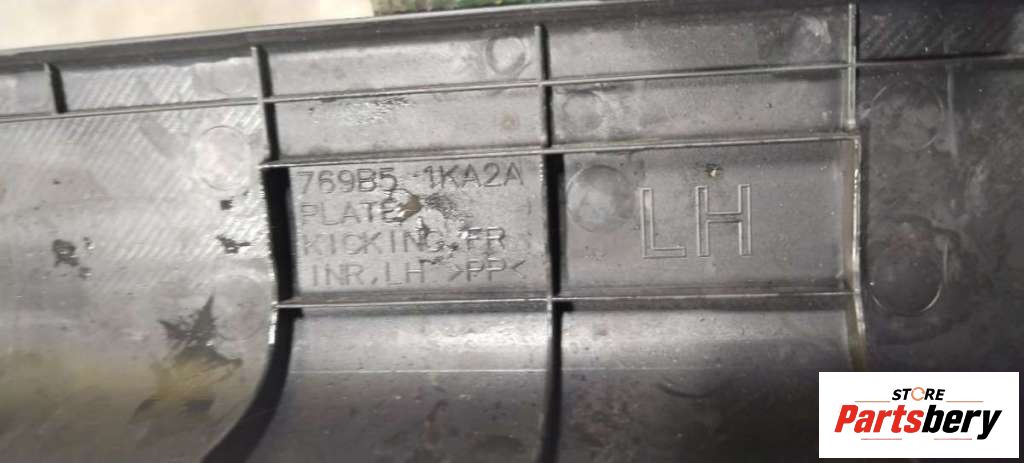 769B5 1KA2A
PLATE
KICKING, FR
INR, LH >PP<
LH
STORE
Partsbery